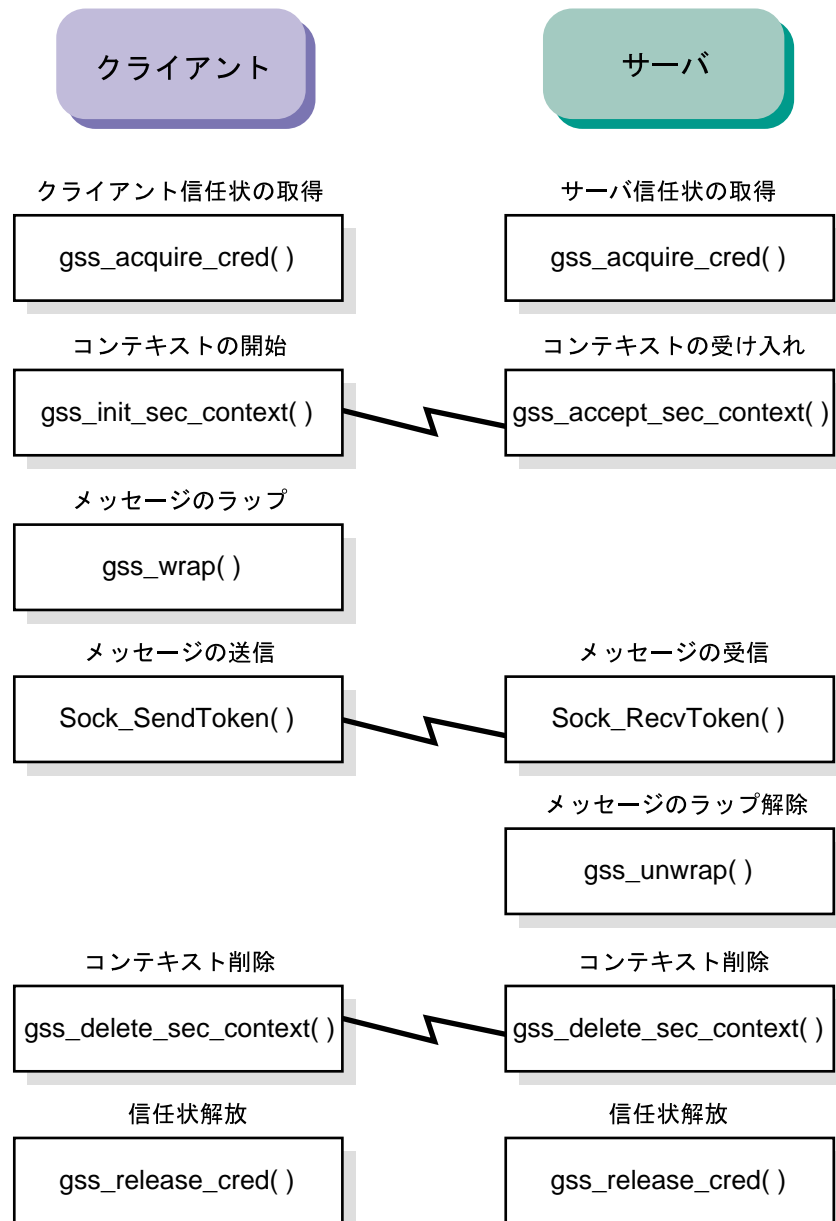 クライアント
サーバ
クライアント信任状の取得
サーバ信任状の取得
gss_acquire_cred( )
gss_acquire_cred( )
コンテキストの開始
コンテキストの受け入れ
gss_init_sec_context( )
gss_accept_sec_context( )
メッセージのラップ
gss_wrap( )
メッセージの送信
メッセージの受信
Sock_SendToken( )
Sock_RecvToken( )
メッセージのラップ解除
gss_unwrap( )
コンテキスト削除
コンテキスト削除
gss_delete_sec_context( )
gss_delete_sec_context( )
信任状解放
信任状解放
gss_release_cred( )
gss_release_cred( )